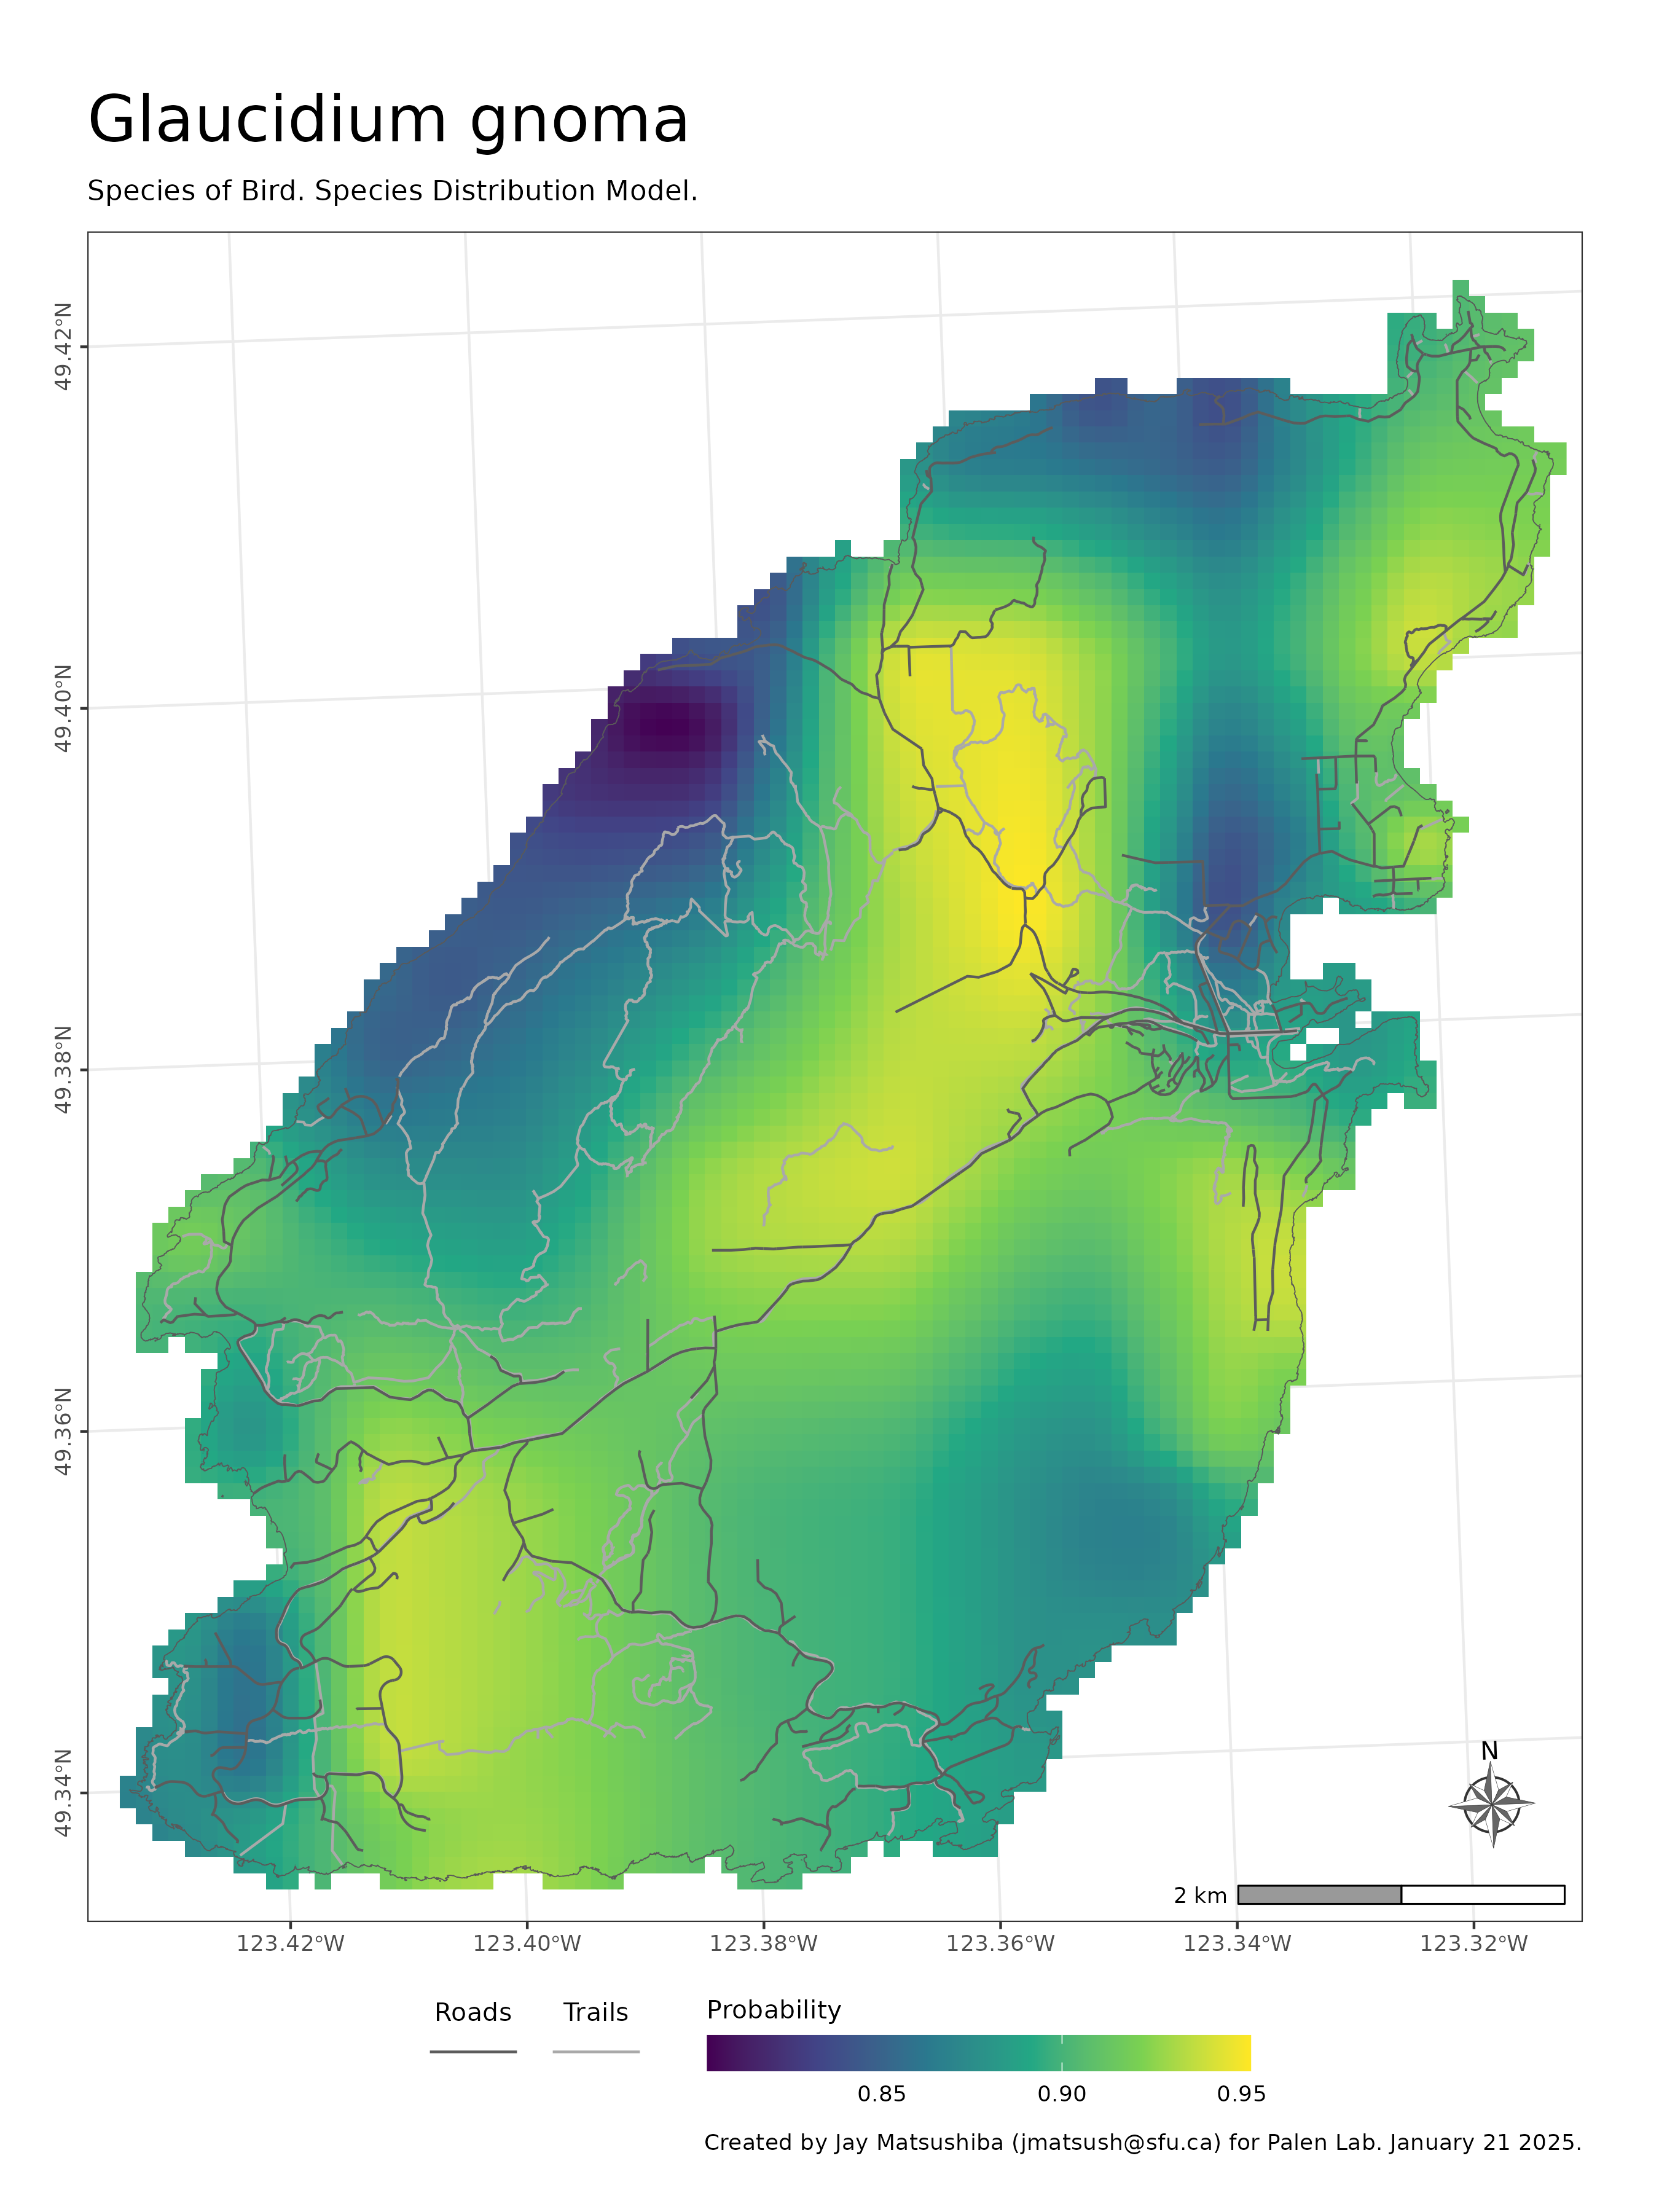 Glaucidium gnoma
Species of Bird. Species Distribution Model.
49.42°N
49.40°N
49.38°N
49.36°N
49.34°N
N
2 km
123.42°W
123.40°W
123.38°W
123.36°W
123.34°W
123.32°W
Roads
Trails
Probability
0.85
0.90
0.95
Created by Jay Matsushiba (jmatsush@sfu.ca) for Palen Lab. January 21 2025.